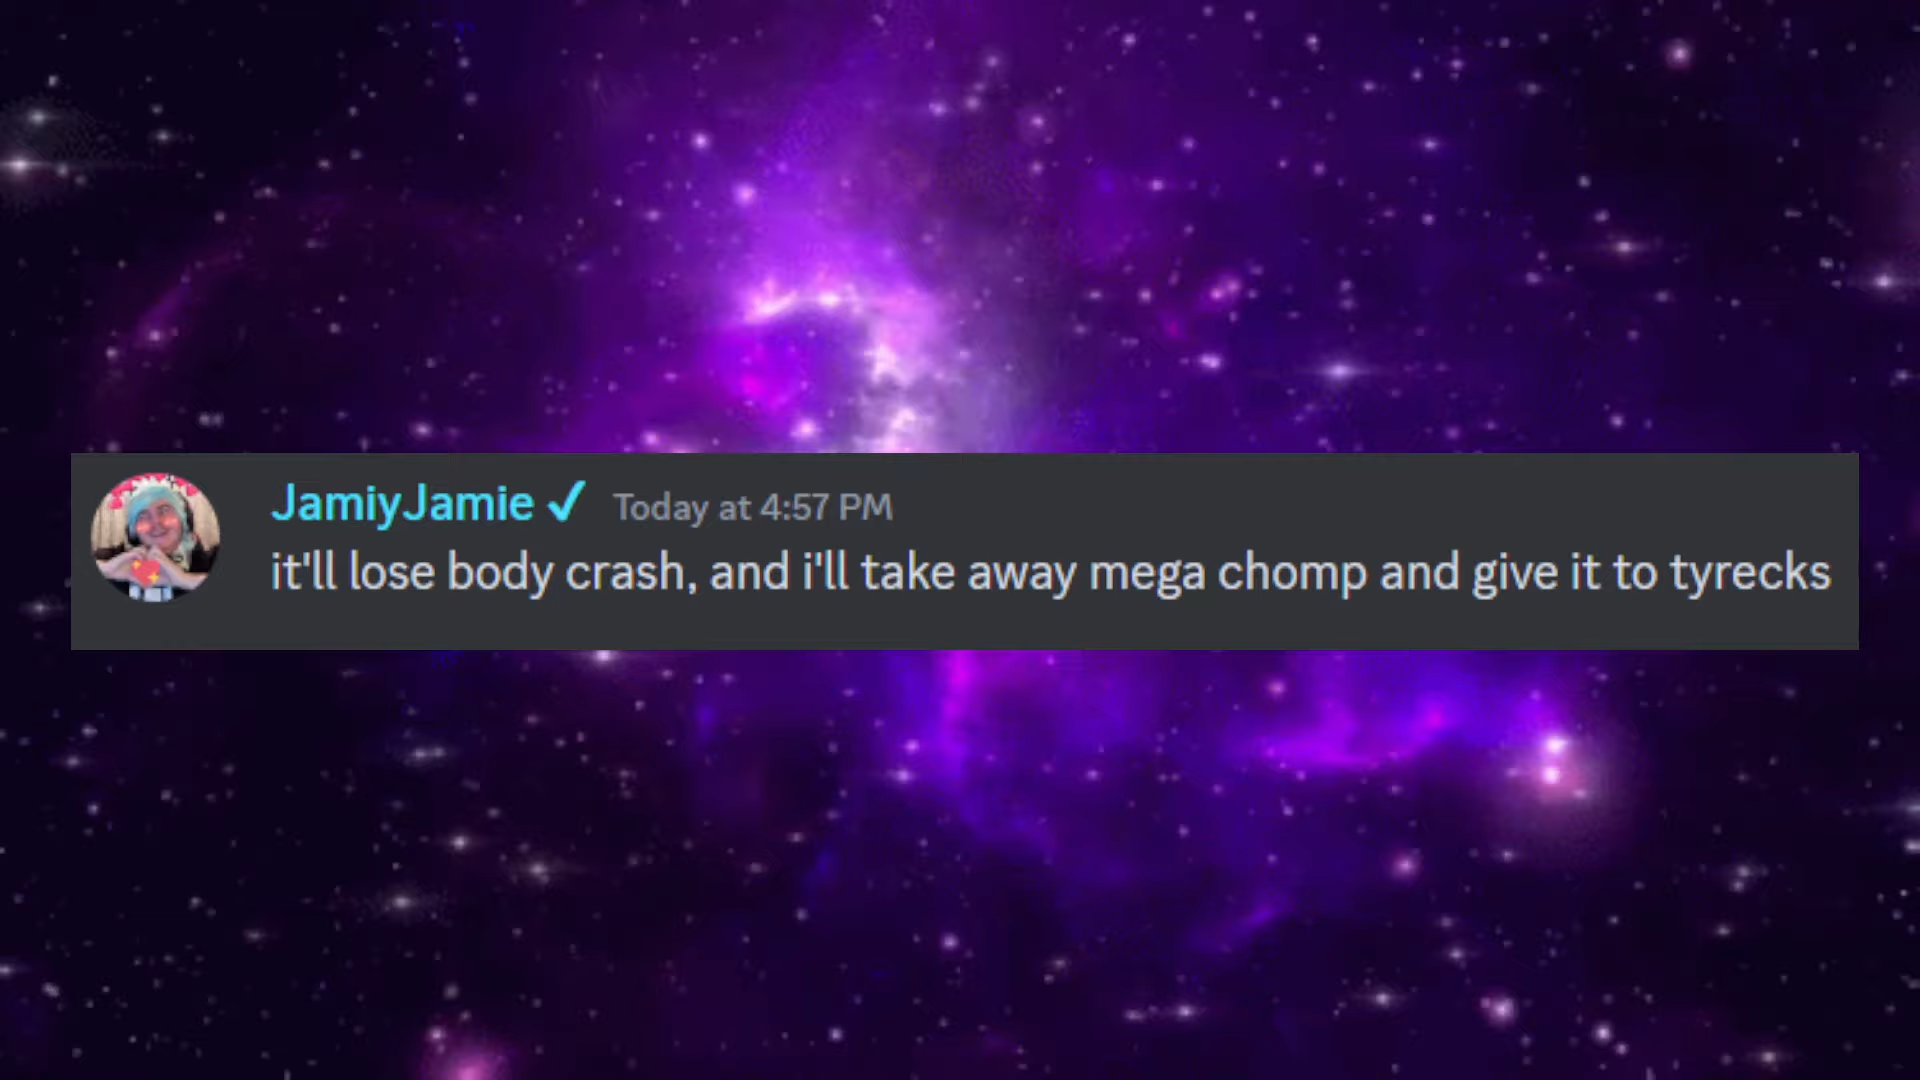 JamiyJamie ✓ Today at 4:57 PM
it'll lose body crash, and i'll take away mega chomp and give it to tyrecks